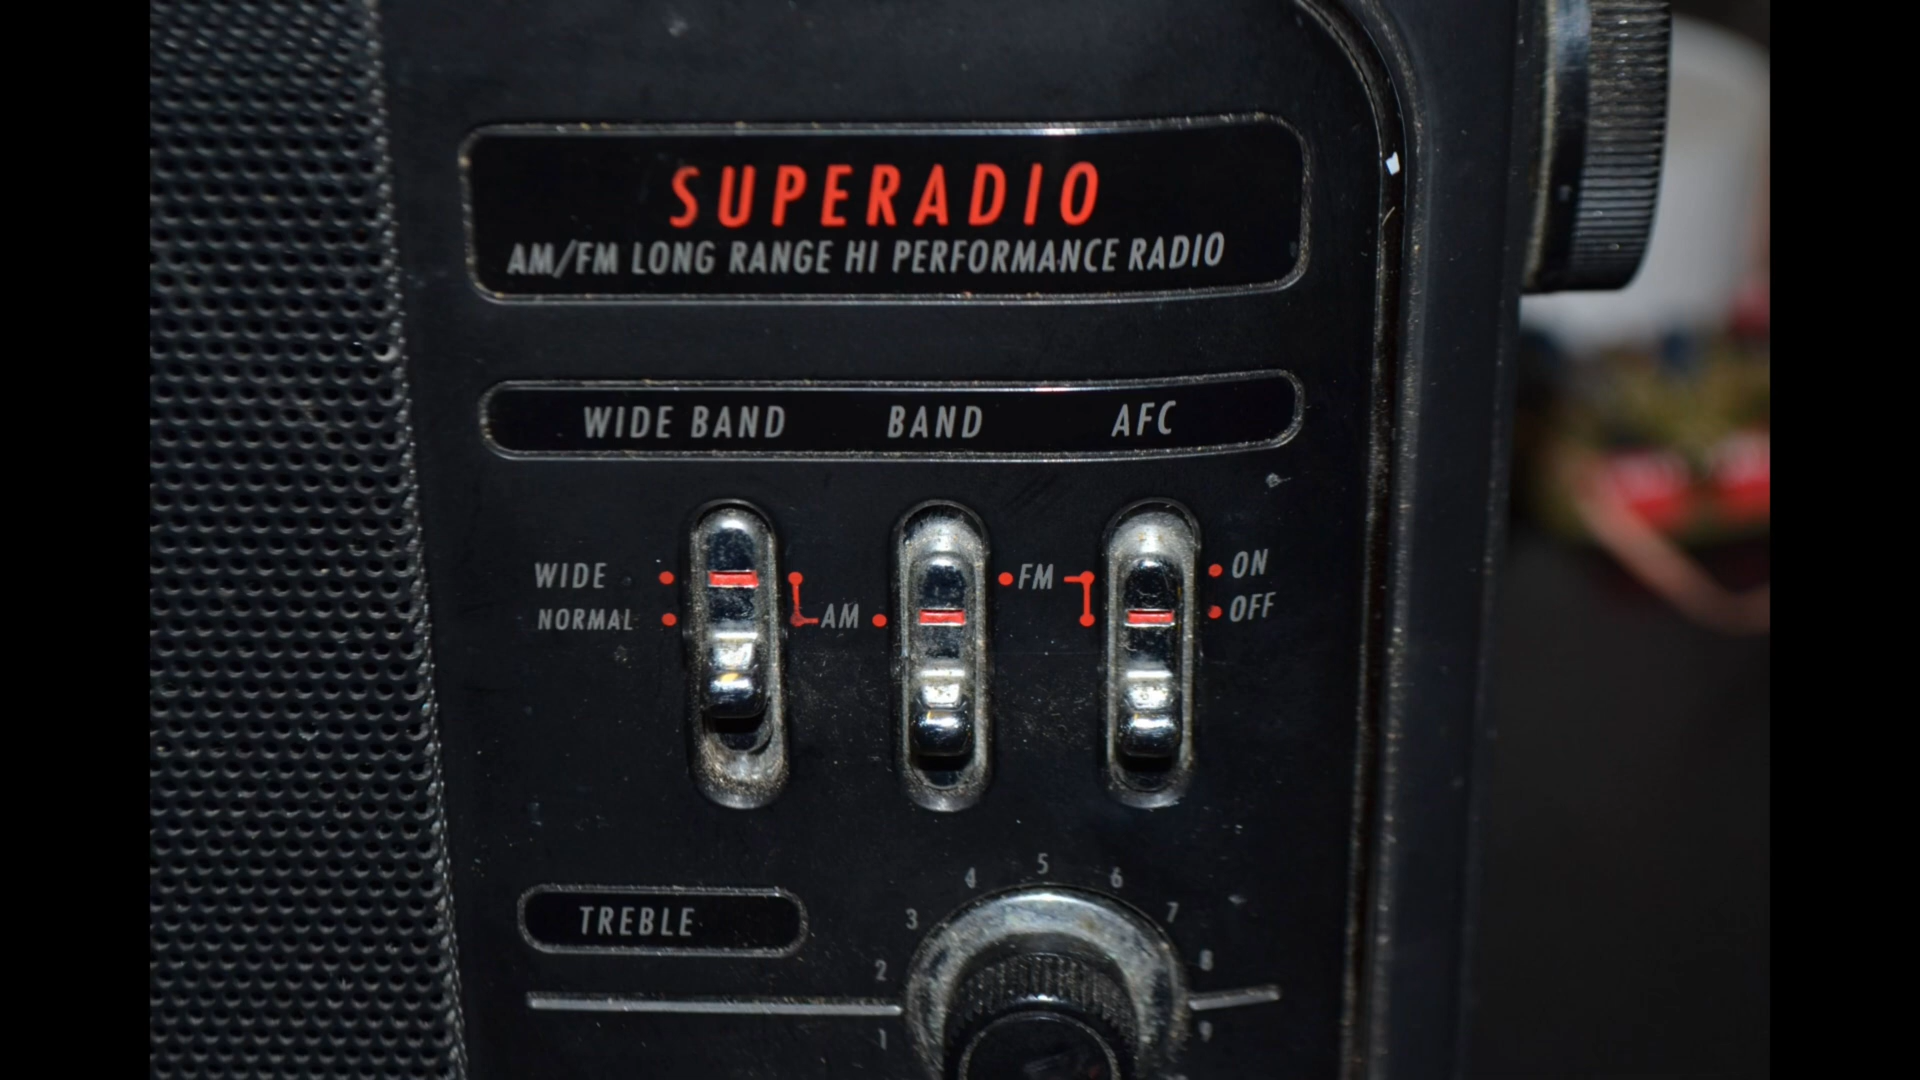 SUPERADIO
AM/FM LONG RANGE HI PERFORMANCE RADIO
WIDE BAND BAND AFC
WIDE FM ON
NORMAL AM OFF
5
4 6
3 7
TREBLE
2 8
1 9